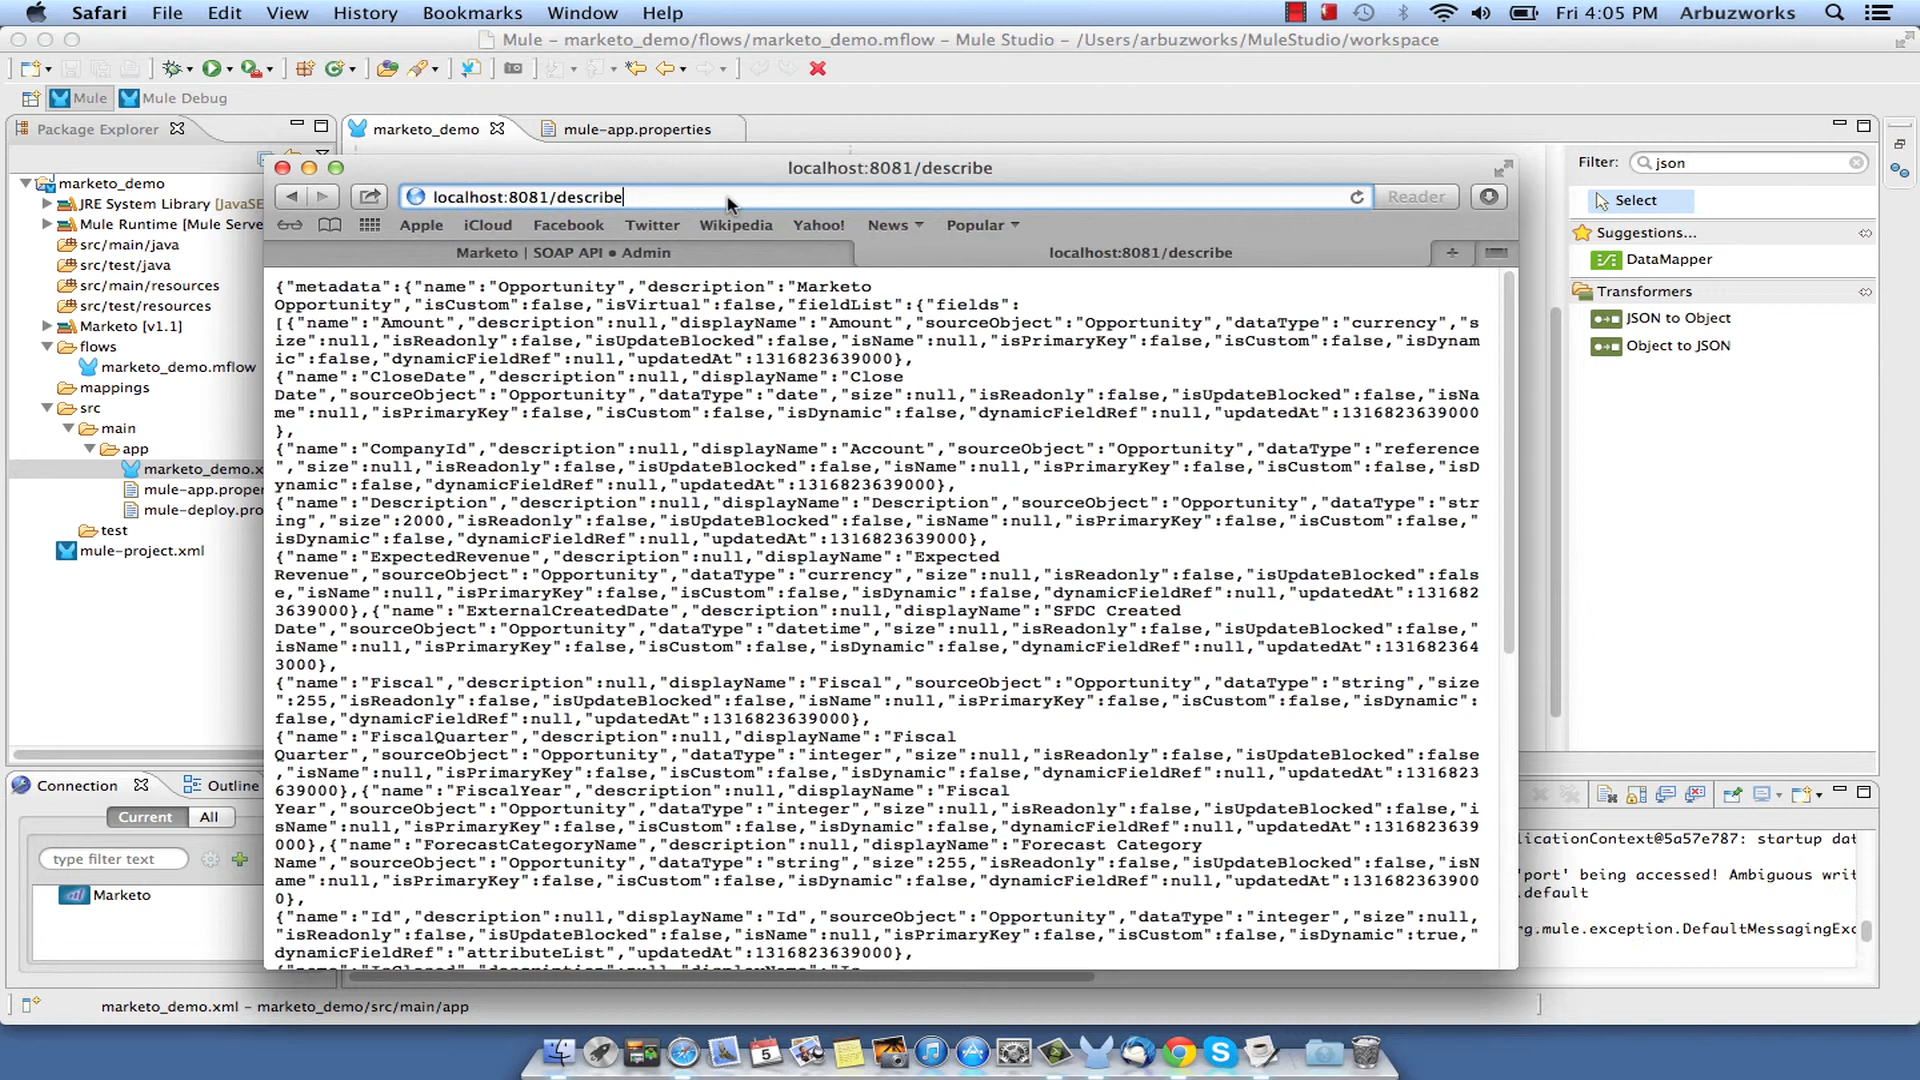 Safari File Edit View History Bookmarks Window Help Fri 4:05 PM Arbuzworks
Mule – marketo_demo/flows/marketo_demo.mflow – Mule Studio – /Users/arbuzworks/MuleStudio/workspace
Mule Mule Debug
Package Explorer
marketo_demo mule-app.properties
marketo_demo
JRE System Library [JavaSE
Mule Runtime [Mule Serve
src/main/java
src/test/java
src/main/resources
src/test/resources
Marketo [v1.1]
flows
marketo_demo.mflow
mappings
src
main
app
marketo_demo.x
mule-app.proper
mule-deploy.pro
test
mule-project.xml
localhost:8081/describe
localhost:8081/describe Reader
Apple iCloud Facebook Twitter Wikipedia Yahoo! News Popular
Marketo | SOAP API • Admin localhost:8081/describe
{"metadata":{"name":"Opportunity","description":"Marketo
Opportunity","isCustom":false,"isVirtual":false,"fieldList":{"fields":
[{"name":"Amount","description":null,"displayName":"Amount","sourceObject":"Opportunity","dataType":"currency","s
ize":null,"isReadonly":false,"isUpdateBlocked":false,"isName":null,"isPrimaryKey":false,"isCustom":false,"isDynam
ic":false,"dynamicFieldRef":null,"updatedAt":1316823639000},
{"name":"CloseDate","description":null,"displayName":"Close
Date","sourceObject":"Opportunity","dataType":"date","size":null,"isReadonly":false,"isUpdateBlocked":false,"isNa
me":null,"isPrimaryKey":false,"isCustom":false,"isDynamic":false,"dynamicFieldRef":null,"updatedAt":1316823639000
},
{"name":"CompanyId","description":null,"displayName":"Account","sourceObject":"Opportunity","dataType":"reference
","size":null,"isReadonly":false,"isUpdateBlocked":false,"isName":null,"isPrimaryKey":false,"isCustom":false,"isD
ynamic":false,"dynamicFieldRef":null,"updatedAt":1316823639000},
{"name":"Description","description":null,"displayName":"Description","sourceObject":"Opportunity","dataType":"str
ing","size":2000,"isReadonly":false,"isUpdateBlocked":false,"isName":null,"isPrimaryKey":false,"isCustom":false,"
isDynamic":false,"dynamicFieldRef":null,"updatedAt":1316823639000},
{"name":"ExpectedRevenue","description":null,"displayName":"Expected
Revenue","sourceObject":"Opportunity","dataType":"currency","size":null,"isReadonly":false,"isUpdateBlocked":fals
e,"isName":null,"isPrimaryKey":false,"isCustom":false,"isDynamic":false,"dynamicFieldRef":null,"updatedAt":131682
3639000},{"name":"ExternalCreatedDate","description":null,"displayName":"SFDC Created
Date","sourceObject":"Opportunity","dataType":"datetime","size":null,"isReadonly":false,"isUpdateBlocked":false,"
isName":null,"isPrimaryKey":false,"isCustom":false,"isDynamic":false,"dynamicFieldRef":null,"updatedAt":131682364
3000},
{"name":"Fiscal","description":null,"displayName":"Fiscal","sourceObject":"Opportunity","dataType":"string","size
":255,"isReadonly":false,"isUpdateBlocked":false,"isName":null,"isPrimaryKey":false,"isCustom":false,"isDynamic":
false,"dynamicFieldRef":null,"updatedAt":1316823639000},
{"name":"FiscalQuarter","description":null,"displayName":"Fiscal
Quarter","sourceObject":"Opportunity","dataType":"integer","size":null,"isReadonly":false,"isUpdateBlocked":false
,"isName":null,"isPrimaryKey":false,"isCustom":false,"isDynamic":false,"dynamicFieldRef":null,"updatedAt":1316823
639000},{"name":"FiscalYear","description":null,"displayName":"Fiscal
Year","sourceObject":"Opportunity","dataType":"integer","size":null,"isReadonly":false,"isUpdateBlocked":false,"i
sName":null,"isPrimaryKey":false,"isCustom":false,"isDynamic":false,"dynamicFieldRef":null,"updatedAt":1316823639
000},{"name":"ForecastCategoryName","description":null,"displayName":"Forecast Category
Name","sourceObject":"Opportunity","dataType":"string","size":255,"isReadonly":false,"isUpdateBlocked":false,"isN
ame":null,"isPrimaryKey":false,"isCustom":false,"isDynamic":false,"dynamicFieldRef":null,"updatedAt":131682363900
0},
{"name":"Id","description":null,"displayName":"Id","sourceObject":"Opportunity","dataType":"integer","size":null,
"isReadonly":false,"isUpdateBlocked":false,"isName":null,"isPrimaryKey":false,"isCustom":false,"isDynamic":true,"
dynamicFieldRef":"attributeList","updatedAt":1316823639000},
Filter: json
Select
Suggestions...
DataMapper
Transformers
JSON to Object
Object to JSON
Connection Outline
Current All
type filter text
Marketo
licationContext@5a57e787: startup dat
'port' being accessed! Ambiguous writ
.default
rg.mule.exception.DefaultMessagingExc
marketo_demo.xml – marketo_demo/src/main/app
5